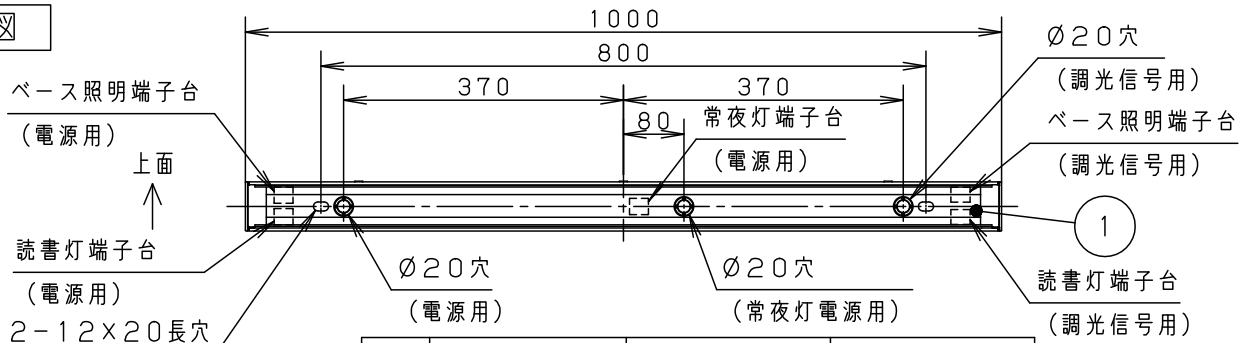 図
1000
800
370
370
80
ベース照明端子台
(電源用)
上面
読書灯端子台
(電源用)
2-12×20長穴
Ø20穴
(電源用)
常夜灯端子台
(電源用)
Ø20穴
(常夜灯電源用)
Ø20穴
(調光信号用)
ベース照明端子台
(調光信号用)
1
読書灯端子台
(調光信号用)